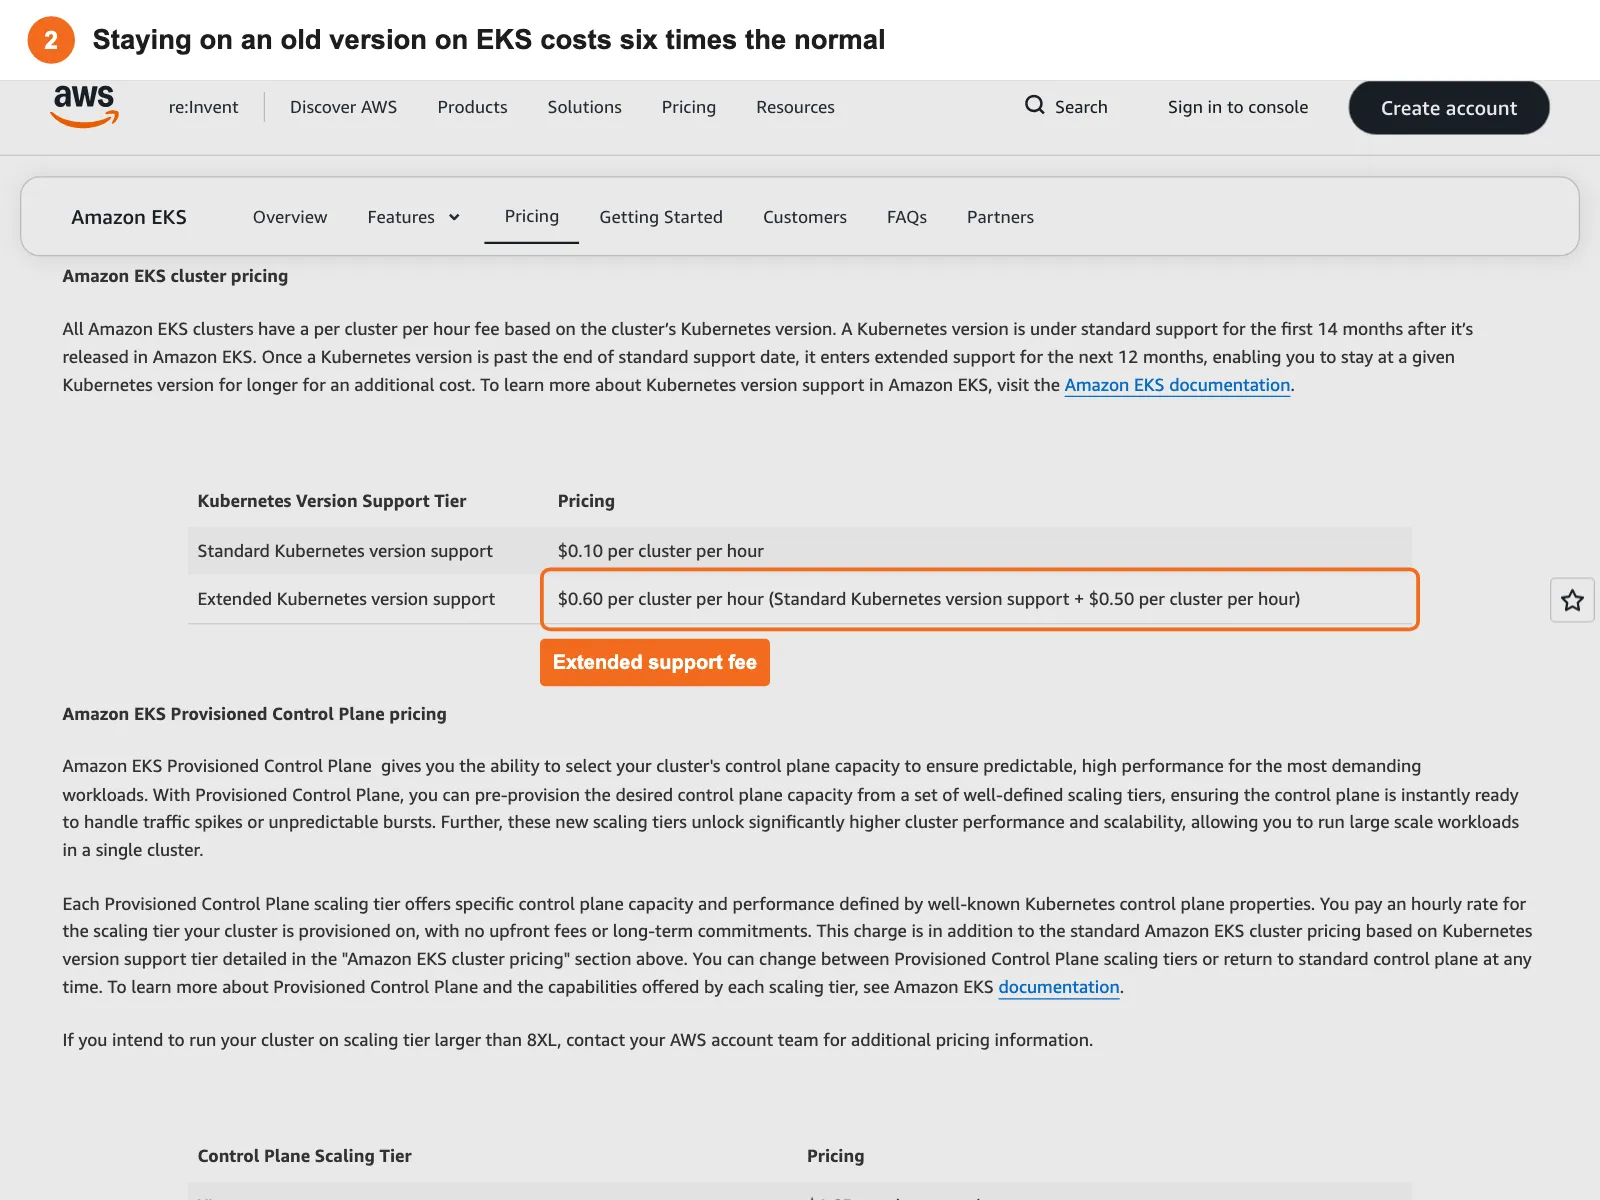 2 Staying on an old version on EKS costs six times the normal
aws re:Invent Discover AWS Products Solutions Pricing Resources Search Sign in to console Create account
Amazon EKS Overview Features Pricing Getting Started Customers FAQs Partners
Amazon EKS cluster pricing
All Amazon EKS clusters have a per cluster per hour fee based on the cluster’s Kubernetes version. A Kubernetes version is under standard support for the first 14 months after it’s
released in Amazon EKS. Once a Kubernetes version is past the end of standard support date, it enters extended support for the next 12 months, enabling you to stay at a given
Kubernetes version for longer for an additional cost. To learn more about Kubernetes version support in Amazon EKS, visit the Amazon EKS documentation.
Kubernetes Version Support Tier Pricing
Standard Kubernetes version support $0.10 per cluster per hour
Extended Kubernetes version support $0.60 per cluster per hour (Standard Kubernetes version support + $0.50 per cluster per hour)
Extended support fee
Amazon EKS Provisioned Control Plane pricing
Amazon EKS Provisioned Control Plane gives you the ability to select your cluster's control plane capacity to ensure predictable, high performance for the most demanding
workloads. With Provisioned Control Plane, you can pre-provision the desired control plane capacity from a set of well-defined scaling tiers, ensuring the control plane is instantly ready
to handle traffic spikes or unpredictable bursts. Further, these new scaling tiers unlock significantly higher cluster performance and scalability, allowing you to run large scale workloads
in a single cluster.
Each Provisioned Control Plane scaling tier offers specific control plane capacity and performance defined by well-known Kubernetes control plane properties. You pay an hourly rate for
the scaling tier your cluster is provisioned on, with no upfront fees or long-term commitments. This charge is in addition to the standard Amazon EKS cluster pricing based on Kubernetes
version support tier detailed in the "Amazon EKS cluster pricing" section above. You can change between Provisioned Control Plane scaling tiers or return to standard control plane at any
time. To learn more about Provisioned Control Plane and the capabilities offered by each scaling tier, see Amazon EKS documentation.
If you intend to run your cluster on scaling tier larger than 8XL, contact your AWS account team for additional pricing information.
Control Plane Scaling Tier Pricing